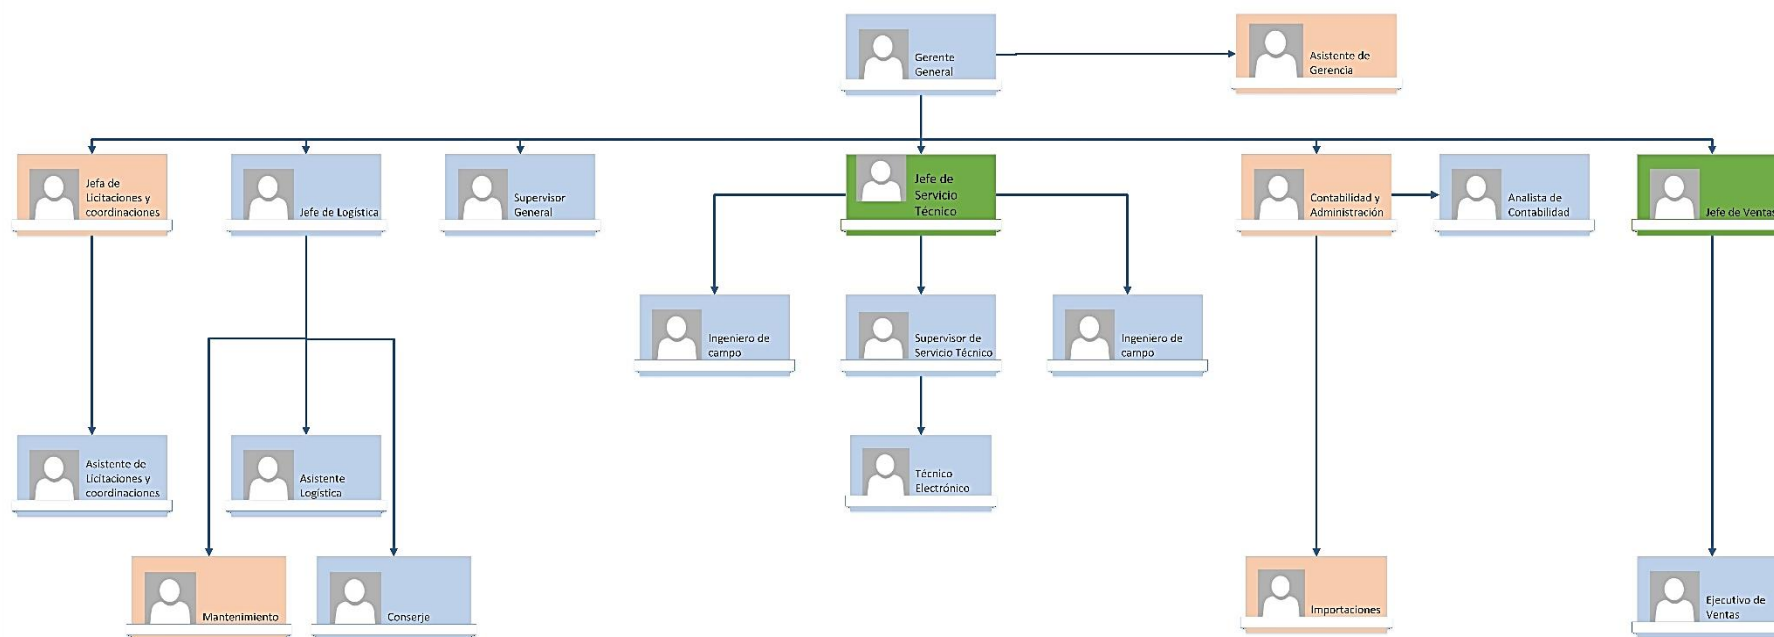 Gerente
General
Asistente de
Gerencia
Jefa de
Licitaciones y
coordinaciones
Jefe de Logística
Supervisor
General
Jefe de
Servicio
Técnico
Contabilidad y
Administración
Analista de
Contabilidad
Jefe de Ventas
Ingeniero de
campo
Supervisor de
Servicio Técnico
Ingeniero de
campo
Asistente de
Licitaciones y
coordinaciones
Asistente
Logística
Técnico
Electrónico
Mantenimiento
Conserje
Importaciones
Ejecutivo de
Ventas